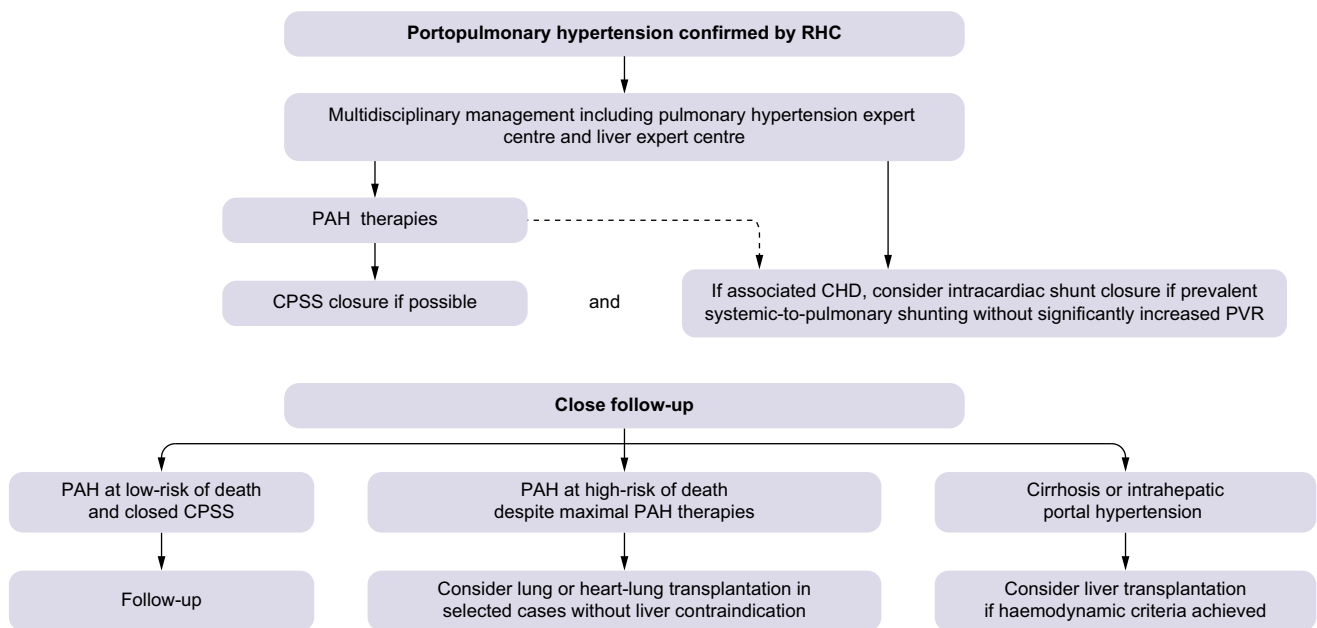 Portopulmonary hypertension confirmed by RHC
Multidisciplinary management including pulmonary hypertension expert
centre and liver expert centre
PAH therapies
CPSS closure if possible
and
If associated CHD, consider intracardiac shunt closure if prevalent
systemic-to-pulmonary shunting without significantly increased PVR
Close follow-up
PAH at low-risk of death
and closed CPSS
PAH at high-risk of death
despite maximal PAH therapies
Cirrhosis or intrahepatic
portal hypertension
Follow-up
Consider lung or heart-lung transplantation in
selected cases without liver contraindication
Consider liver transplantation
if haemodynamic criteria achieved